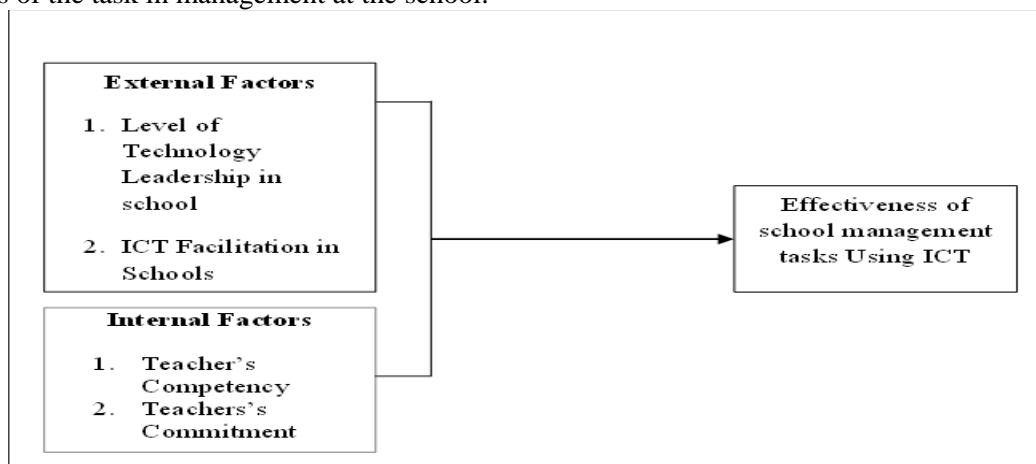 s of the task in management at the school.
External Factors
1. Level of
Technology
Leadership in
school
2. ICT Facilitation in
Schools
Internal Factors
1. Teacher's
Competency
2. Teachers's
Commitment
Effectiveness of
school management
tasks Using ICT